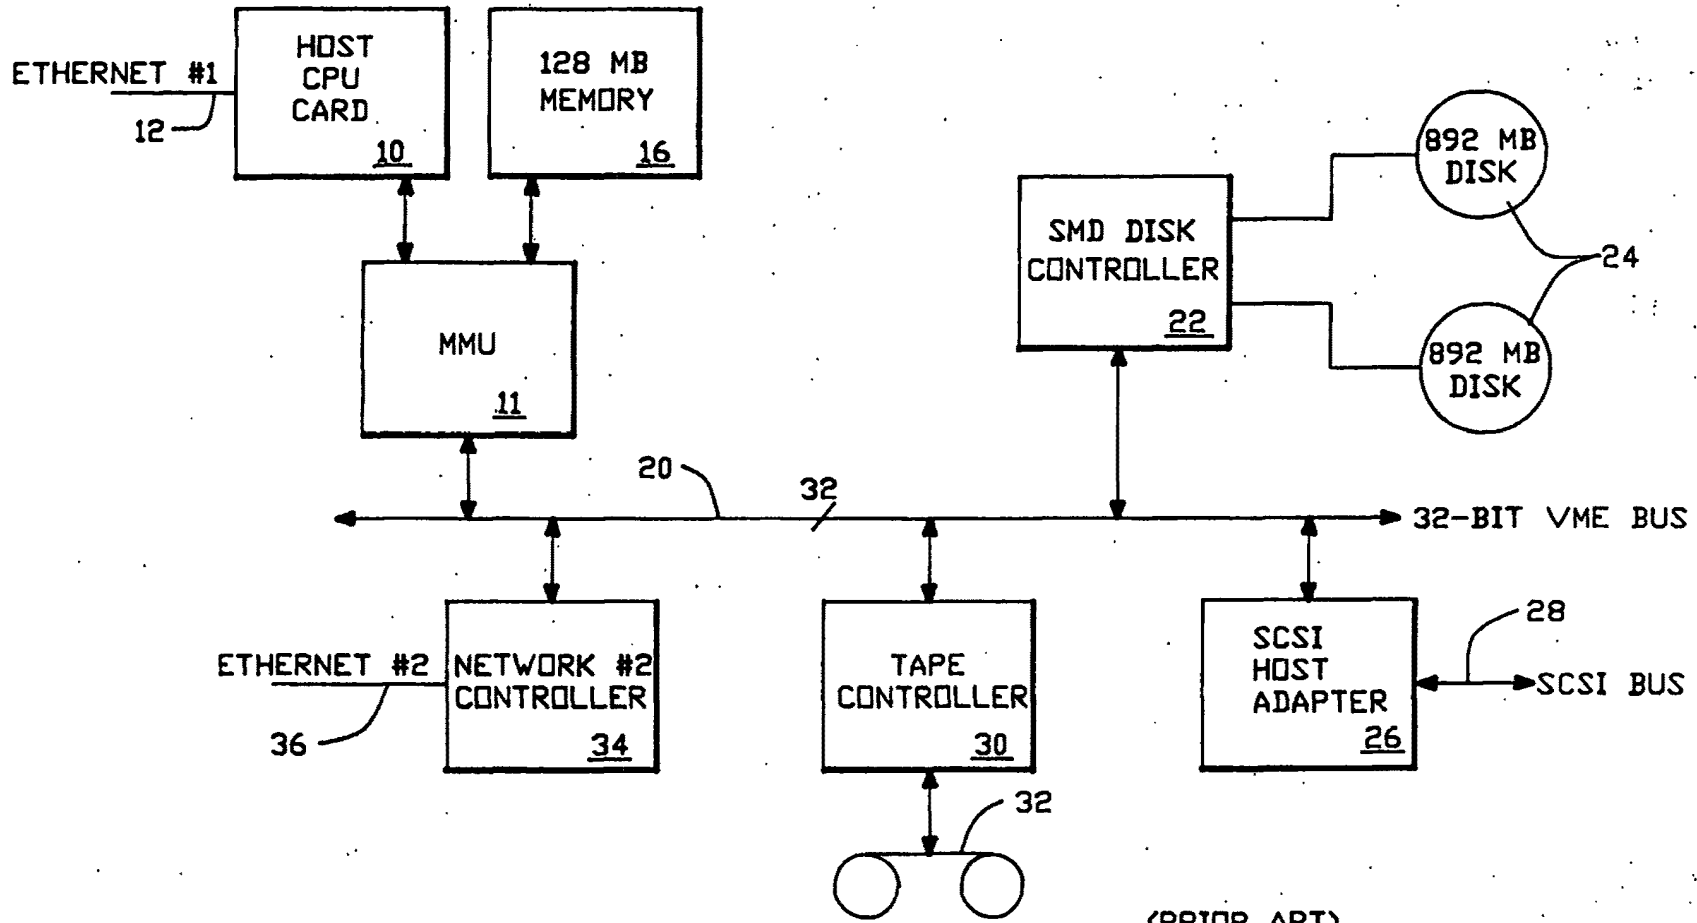 HOST
CPU
CARD
10
ETHERNET #1
12
128 MB
MEMORY
16
MMU
11
SMD DISK
CONTROLLER
22
892 MB
DISK
24
892 MB
DISK
20
32
32-BIT VME BUS
ETHERNET #2
36
NETWORK #2
CONTROLLER
34
TAPE
CONTROLLER
30
32
SCSI
HOST
ADAPTER
26
28
SCSI BUS
(PRIOR ART)